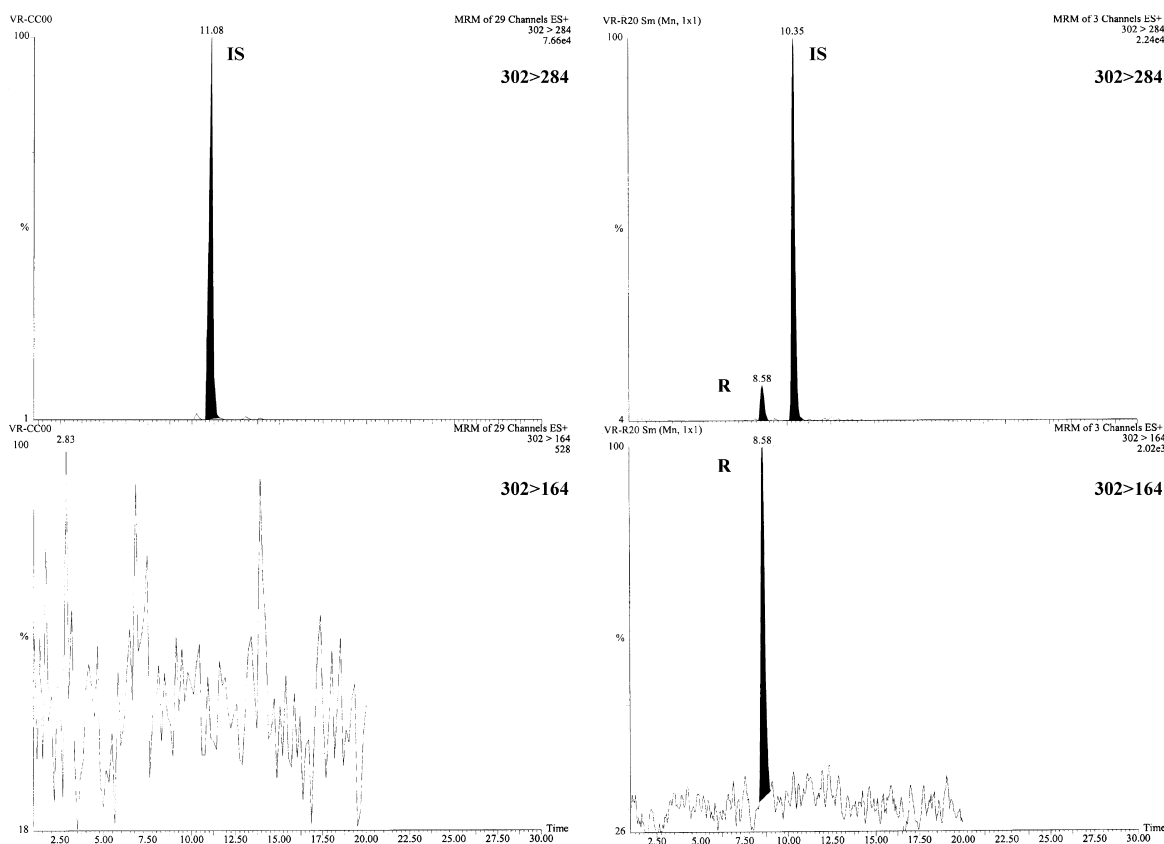 VR-CC00
11.08
MRM of 29 Channels ES+
302 > 284
7.66e4
100
IS
302>284
%
1
VR-R20 Sm (Mn, 1x1)
10.35
MRM of 3 Channels ES+
302 > 284
2.24e4
100
IS
302>284
%
R
8.58
4
VR-CC00
2.83
MRM of 29 Channels ES+
302 > 164
528
100
302>164
%
18
2.50 5.00 7.50 10.00 12.50 15.00 17.50 20.00 22.50 25.00 27.50 30.00 Time
VR-R20 Sm (Mn, 1x1)
8.58
MRM of 3 Channels ES+
302 > 164
2.02e3
100
R
302>164
%
26
2.50 5.00 7.50 10.00 12.50 15.00 17.50 20.00 22.50 25.00 27.50 30.00 Time